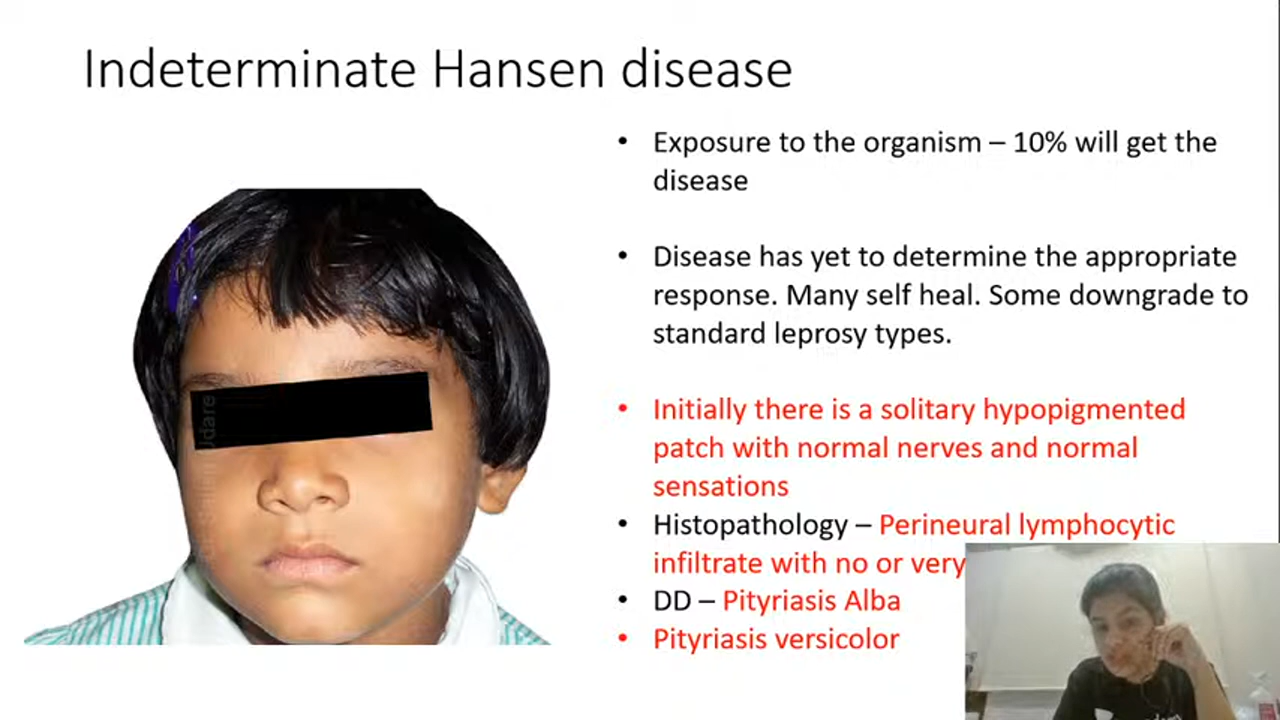 Indeterminate Hansen disease
• Exposure to the organism – 10% will get the
disease
• Disease has yet to determine the appropriate
response. Many self heal. Some downgrade to
standard leprosy types.
• Initially there is a solitary hypopigmented
patch with normal nerves and normal
sensations
• Histopathology – Perineural lymphocytic
infiltrate with no or very
• DD – Pityriasis Alba
• Pityriasis versicolor